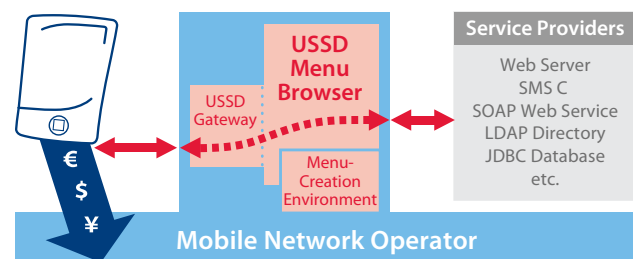 €
$
¥
USSD
Gateway
USSD
Menu
Browser
Menu-
Creation
Environment
Mobile Network Operator
Service Providers
Web Server
SMS C
SOAP Web Service
LDAP Directory
JDBC Database
etc.